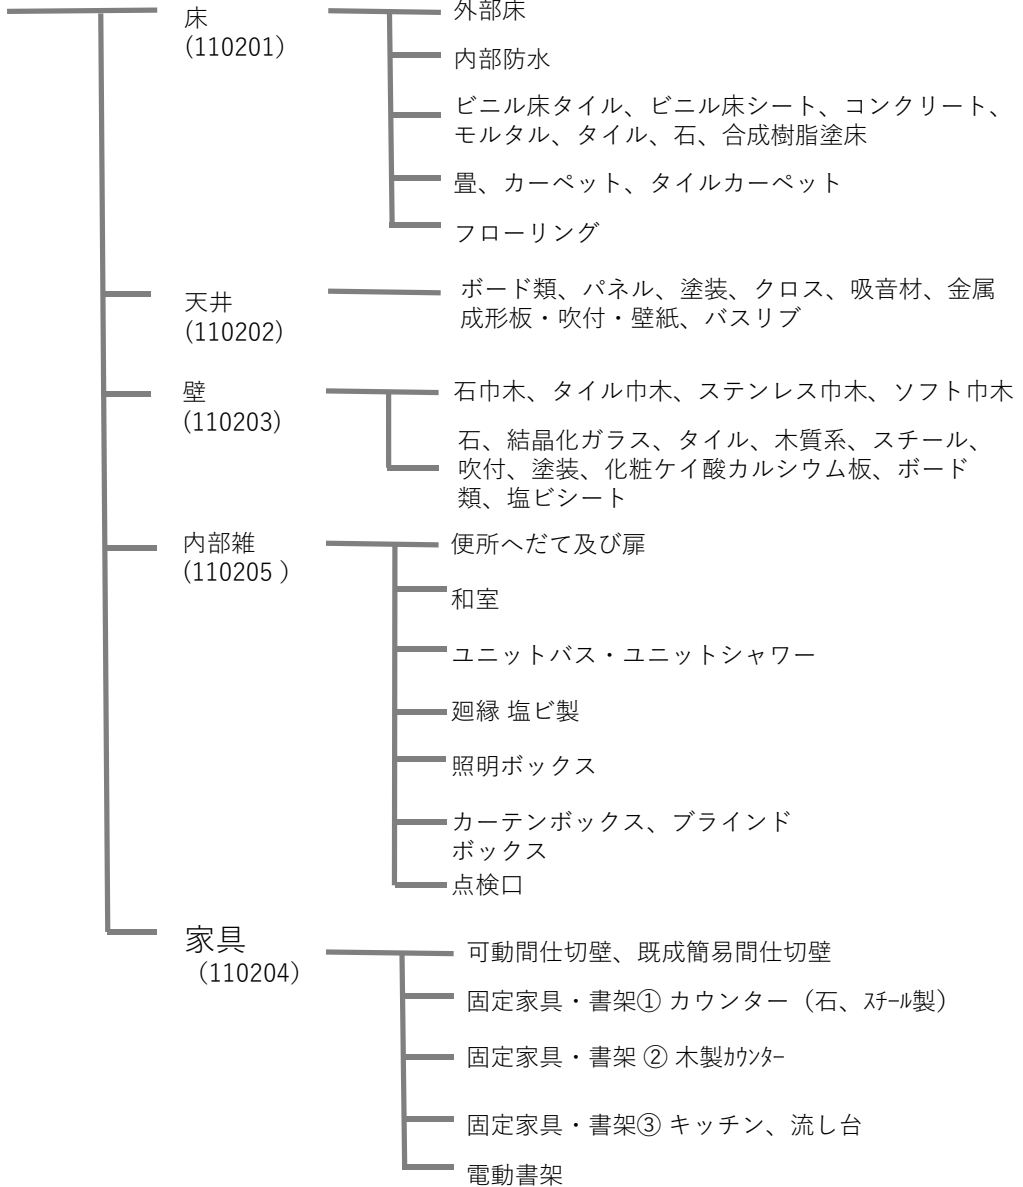 床
(110201)
外部床
内部防水
ビニル床タイル、ビニル床シート、コンクリート、
モルタル、タイル、石、合成樹脂塗床
畳、カーペット、タイルカーペット
フローリング
天井
(110202)
ボード類、パネル、塗装、クロス、吸音材、金属
成形板・吹付・壁紙、バスリブ
壁
(110203)
石巾木、タイル巾木、ステンレス巾木、ソフト巾木
石、結晶化ガラス、タイル、木質系、スチール、
吹付、塗装、化粧ケイ酸カルシウム板、ボード
類、塩ビシート
内部雑
(110205 )
便所へだて及び扉
和室
ユニットバス・ユニットシャワー
廻縁 塩ビ製
照明ボックス
カーテンボックス、ブラインド
ボックス
点検口
家具
（110204）
可動間仕切壁、既成簡易間仕切壁
固定家具・書架① カウンター（石、ｽﾁｰﾙ製）
固定家具・書架 ② 木製ｶｳﾝﾀｰ
固定家具・書架③ キッチン、流し台
電動書架